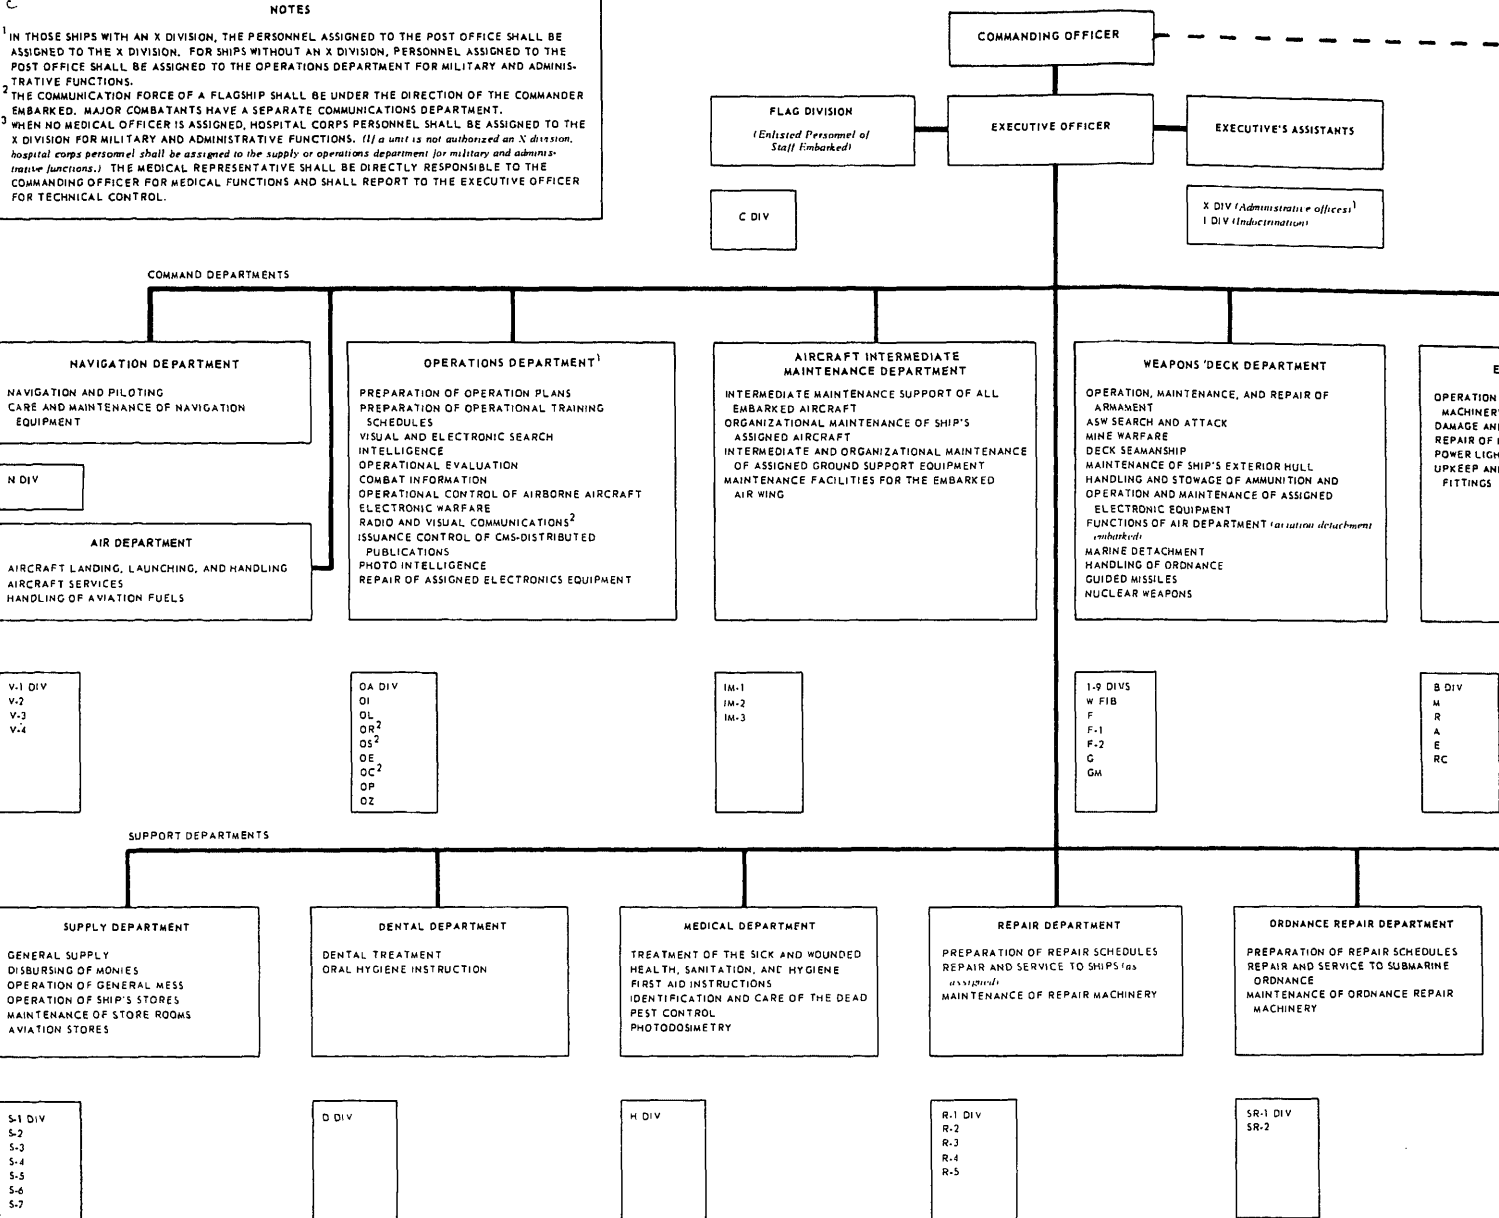 C
NOTES
1 IN THOSE SHIPS WITH AN X DIVISION, THE PERSONNEL ASSIGNED TO THE POST OFFICE SHALL BE
ASSIGNED TO THE X DIVISION. FOR SHIPS WITHOUT AN X DIVISION, PERSONNEL ASSIGNED TO THE
POST OFFICE SHALL BE ASSIGNED TO THE OPERATIONS DEPARTMENT FOR MILITARY AND ADMINIS-
TRATIVE FUNCTIONS.
2 THE COMMUNICATION FORCE OF A FLAGSHIP SHALL BE UNDER THE DIRECTION OF THE COMMANDER
EMBARKED. MAJOR COMBATANTS HAVE A SEPARATE COMMUNICATIONS DEPARTMENT.
3 WHEN NO MEDICAL OFFICER IS ASSIGNED, HOSPITAL CORPS PERSONNEL SHALL BE ASSIGNED TO THE
X DIVISION FOR MILITARY AND ADMINISTRATIVE FUNCTIONS. (If a unit is not authorized an X division,
hospital corps personnel shall be assigned to the supply or operations department for military and adminis-
trative functions.) THE MEDICAL REPRESENTATIVE SHALL BE DIRECTLY RESPONSIBLE TO THE
COMMANDING OFFICER FOR MEDICAL FUNCTIONS AND SHALL REPORT TO THE EXECUTIVE OFFICER
FOR TECHNICAL CONTROL.
COMMANDING OFFICER
FLAG DIVISION
(Enlisted Personnel of
Staff Embarked)
EXECUTIVE OFFICER
EXECUTIVE'S ASSISTANTS
C DIV
X DIV (Administrative offices)1
I DIV (Indoctrination)
COMMAND DEPARTMENTS
NAVIGATION DEPARTMENT
NAVIGATION AND PILOTING
CARE AND MAINTENANCE OF NAVIGATION
EQUIPMENT
N DIV
AIR DEPARTMENT
AIRCRAFT LANDING, LAUNCHING, AND HANDLING
AIRCRAFT SERVICES
HANDLING OF AVIATION FUELS
OPERATIONS DEPARTMENT1
PREPARATION OF OPERATION PLANS
PREPARATION OF OPERATIONAL TRAINING
SCHEDULES
VISUAL AND ELECTRONIC SEARCH
INTELLIGENCE
OPERATIONAL EVALUATION
COMBAT INFORMATION
OPERATIONAL CONTROL OF AIRBORNE AIRCRAFT
ELECTRONIC WARFARE
RADIO AND VISUAL COMMUNICATIONS2
ISSUANCE CONTROL OF CMS-DISTRIBUTED
PUBLICATIONS
PHOTO INTELLIGENCE
REPAIR OF ASSIGNED ELECTRONICS EQUIPMENT
AIRCRAFT INTERMEDIATE
MAINTENANCE DEPARTMENT
INTERMEDIATE MAINTENANCE SUPPORT OF ALL
EMBARKED AIRCRAFT
ORGANIZATIONAL MAINTENANCE OF SHIP'S
ASSIGNED AIRCRAFT
INTERMEDIATE AND ORGANIZATIONAL MAINTENANCE
OF ASSIGNED GROUND SUPPORT EQUIPMENT
MAINTENANCE FACILITIES FOR THE EMBARKED
AIR WING
WEAPONS 'DECK DEPARTMENT
OPERATION, MAINTENANCE, AND REPAIR OF
ARMAMENT
ASW SEARCH AND ATTACK
MINE WARFARE
DECK SEAMANSHIP
MAINTENANCE OF SHIP'S EXTERIOR HULL
HANDLING AND STOWAGE OF AMMUNITION AND
OPERATION AND MAINTENANCE OF ASSIGNED
ELECTRONIC EQUIPMENT
FUNCTIONS OF AIR DEPARTMENT (aviation detachment
embarked)
MARINE DETACHMENT
HANDLING OF ORDNANCE
GUIDED MISSILES
NUCLEAR WEAPONS
E
OPERATION
MACHINER
DAMAGE AN
REPAIR OF
POWER LIGH
UPKEEP AN
FITTINGS
V-1 DIV
V-2
V-3
V-4
OA DIV
OI
OL
OR2
OS2
OE
OC2
OP
OZ
IM-1
IM-2
IM-3
1-9 DIVS
W FIB
F
F-1
F-2
G
GM
B DIV
M
R
A
E
RC
SUPPORT DEPARTMENTS
SUPPLY DEPARTMENT
GENERAL SUPPLY
DISBURSING OF MONIES
OPERATION OF GENERAL MESS
OPERATION OF SHIP'S STORES
MAINTENANCE OF STORE ROOMS
AVIATION STORES
DENTAL DEPARTMENT
DENTAL TREATMENT
ORAL HYGIENE INSTRUCTION
MEDICAL DEPARTMENT
TREATMENT OF THE SICK AND WOUNDED
HEALTH, SANITATION, AND HYGIENE
FIRST AID INSTRUCTIONS
IDENTIFICATION AND CARE OF THE DEAD
PEST CONTROL
PHOTODOSIMETRY
REPAIR DEPARTMENT
PREPARATION OF REPAIR SCHEDULES
REPAIR AND SERVICE TO SHIPS (as
assigned)
MAINTENANCE OF REPAIR MACHINERY
ORDNANCE REPAIR DEPARTMENT
PREPARATION OF REPAIR SCHEDULES
REPAIR AND SERVICE TO SUBMARINE
ORDNANCE
MAINTENANCE OF ORDNANCE REPAIR
MACHINERY
S-1 DIV
S-2
S-3
S-4
S-5
S-6
S-7
D DIV
H DIV
R-1 DIV
R-2
R-3
R-4
R-5
SR-1 DIV
SR-2